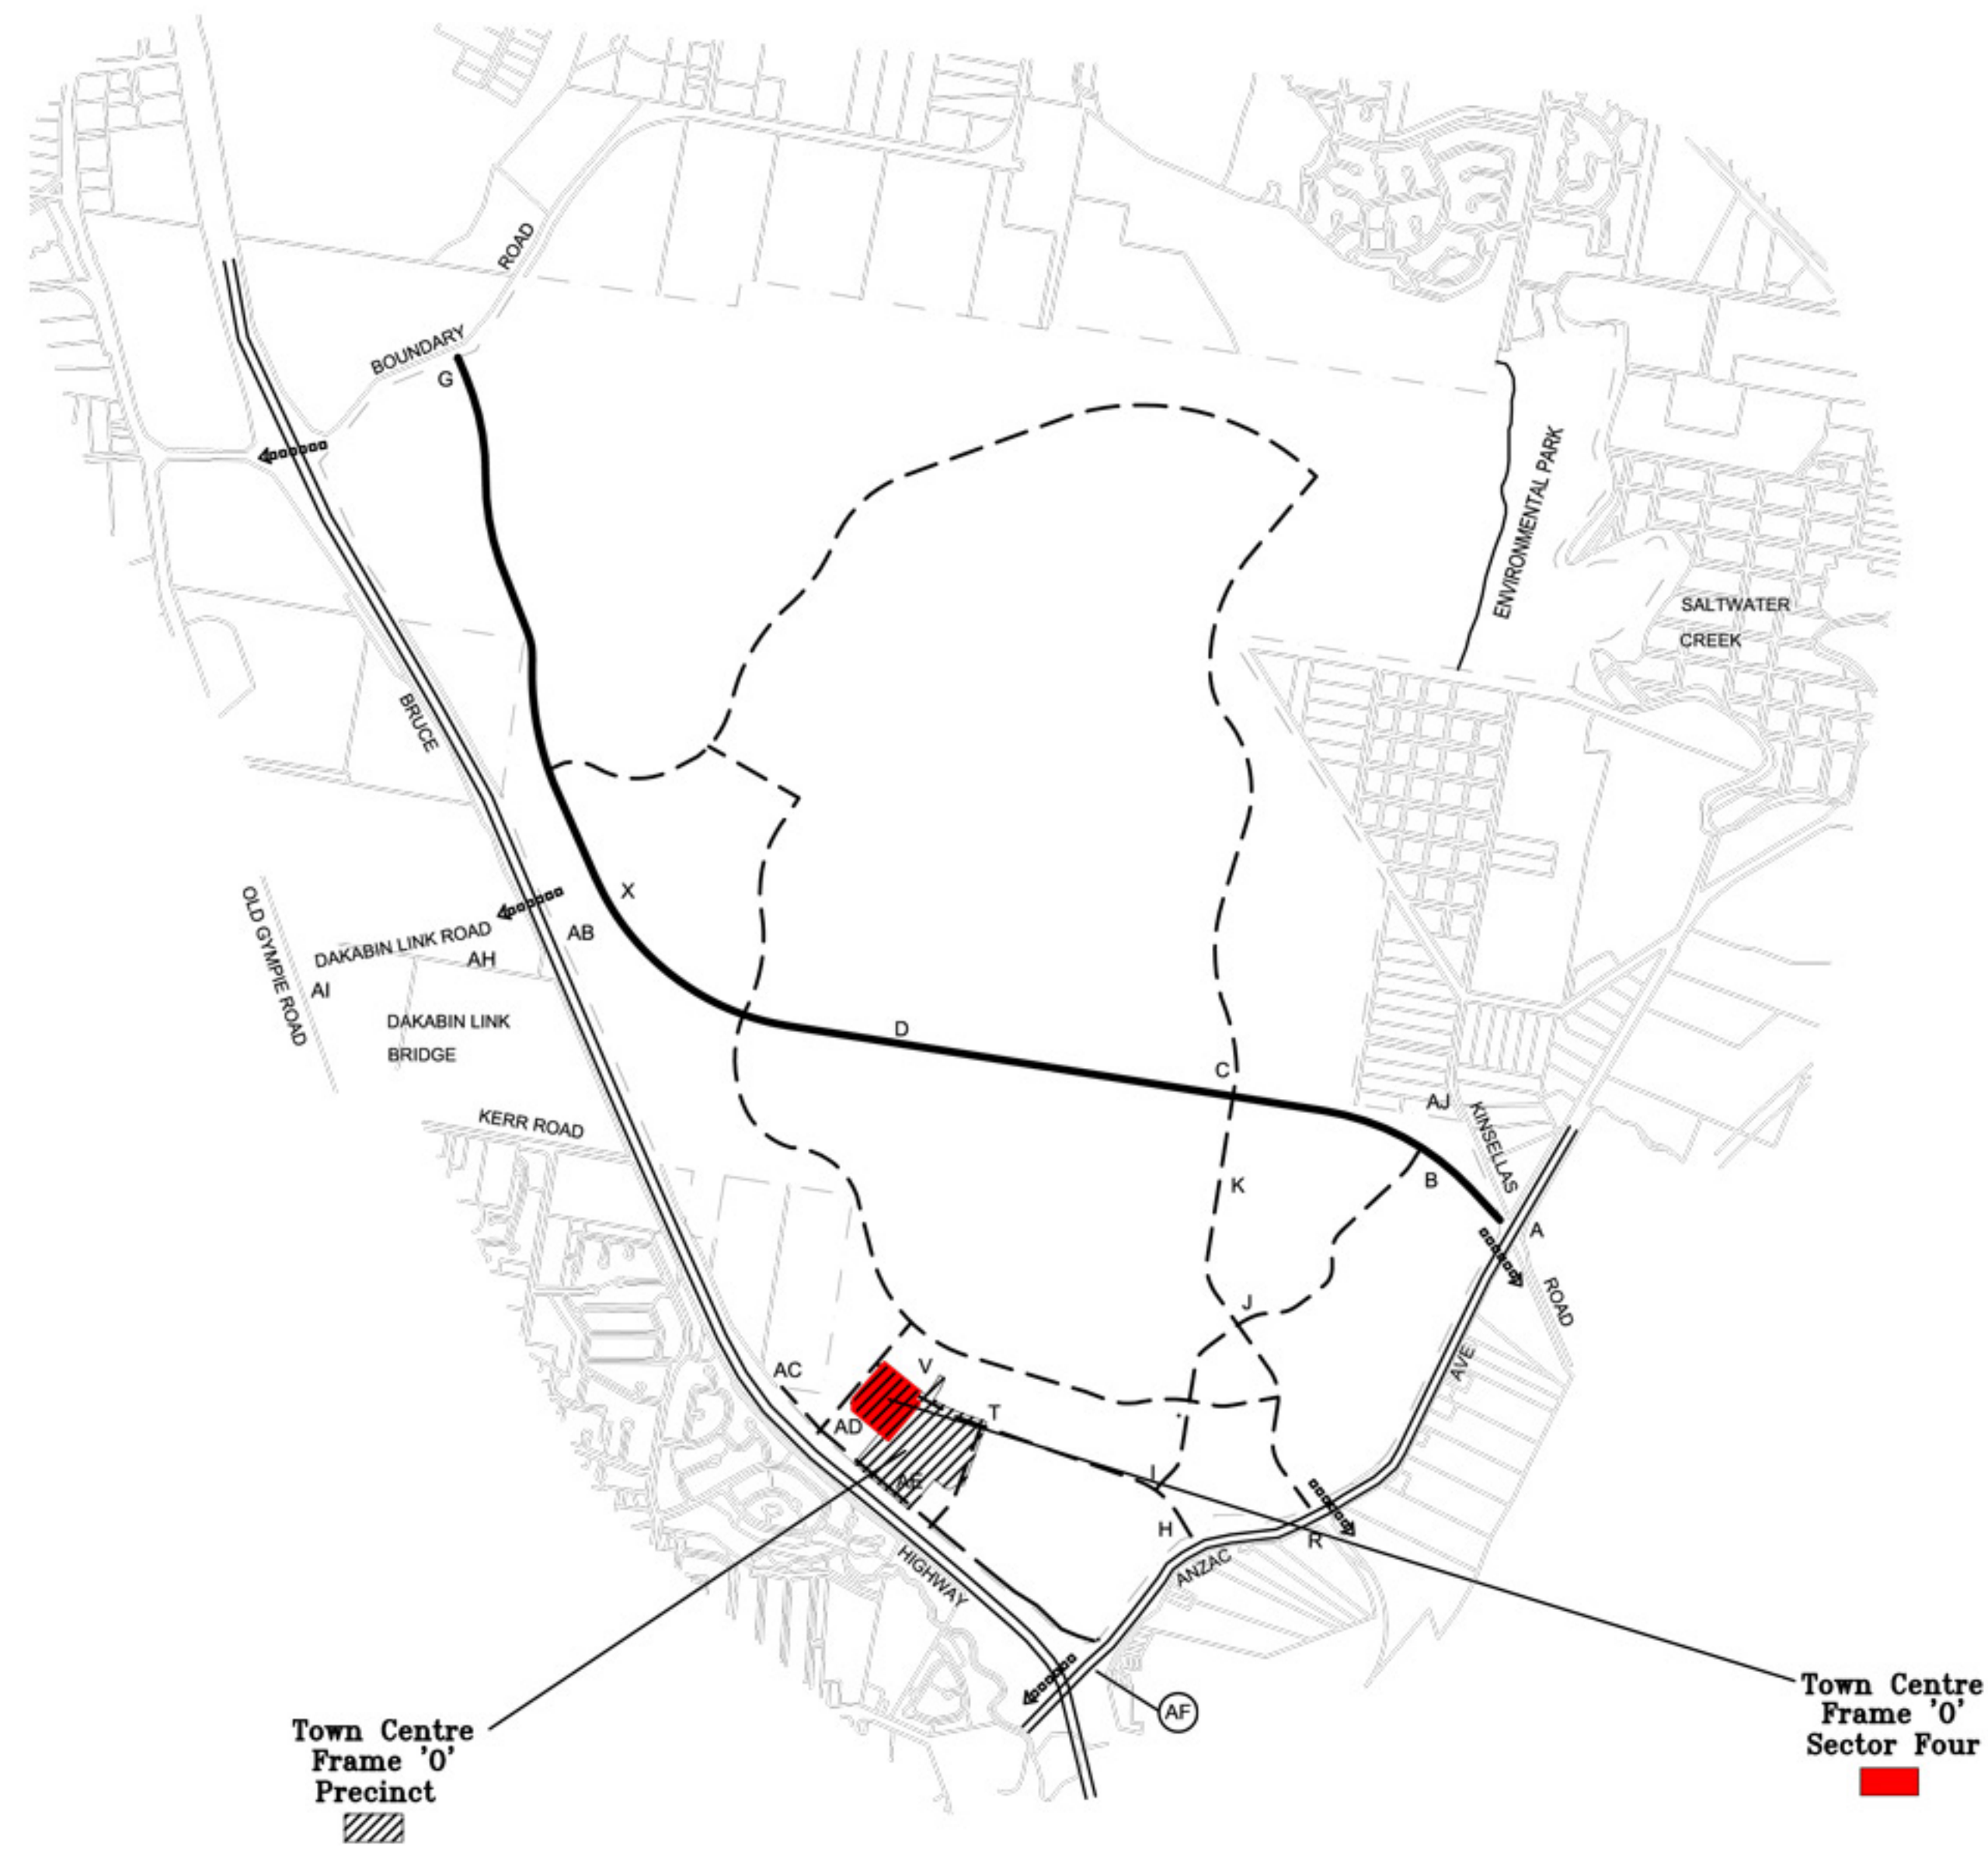 ROAD
BOUNDARY
G
ENVIRONMENTAL PARK
SALTWATER
CREEK
BRUCE
X
OLD GYMPIE ROAD
DAKABIN LINK ROAD
AB
AH
AI
DAKABIN LINK
BRIDGE
D
C
AJ
KERR ROAD
KINSELLAS
K
B
A
ROAD
J
AVE
AC
V
AD
T
AE
I
H
R
HIGHWAY
ANZAC
AF
Town Centre
Frame 'O'
Precinct
Town Centre
Frame 'O'
Sector Four